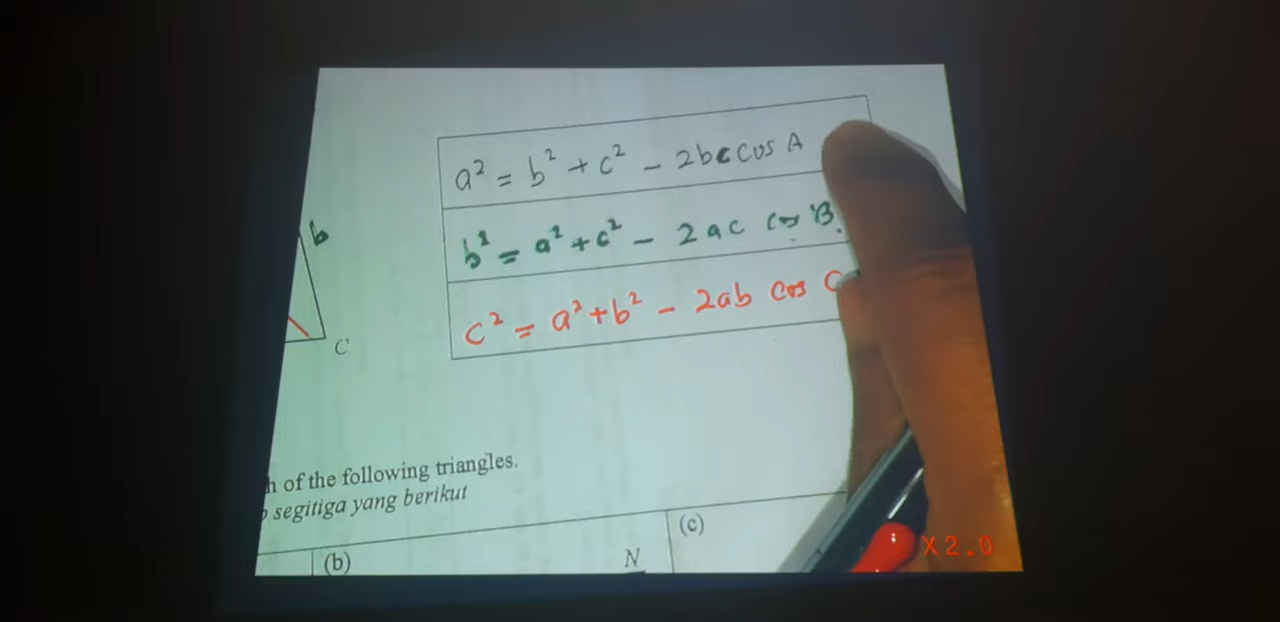 a² = b² + c² - 2bc cos A
b² = a² + c² - 2ac cos B
b
c² = a² + b² - 2ab cos C
C
of the following triangles.
segitiga yang berikut
(b)
N
(c)
X2.0